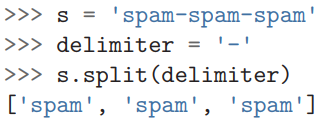 >>> s = 'spam-spam-spam'
>>> delimiter = '-'
>>> s.split(delimiter)
['spam', 'spam', 'spam']